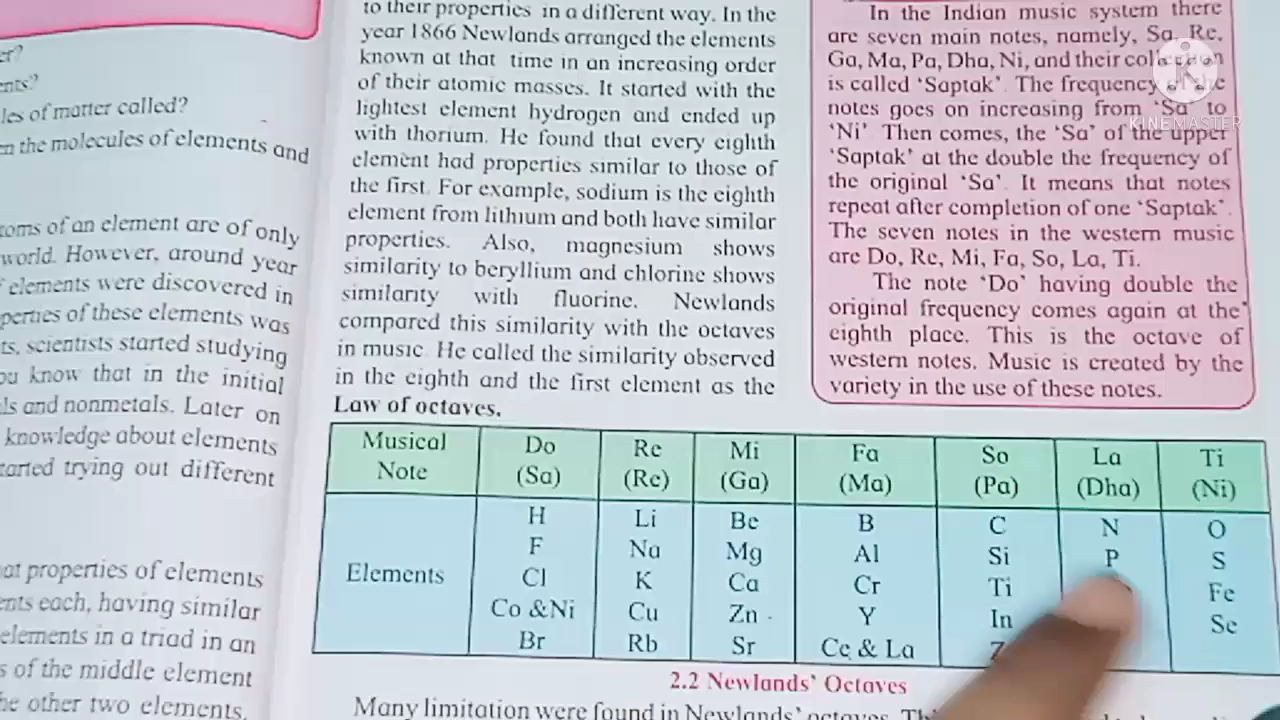 er?
ents?
les of matter called?
en the molecules of elements and
toms of an element are of only
world. However, around year
elements were discovered in
perties of these elements was
ts, scientists started studying
ou know that in the initial
ls and nonmetals. Later on
knowledge about elements
tarted trying out different
at properties of elements
ents each, having similar
elements in a triad in an
s of the middle element
he other two elements.
to their properties in a different way. In the
year 1866 Newlands arranged the elements
known at that time in an increasing order
of their atomic masses. It started with the
lightest element hydrogen and ended up
with thorium. He found that every eighth
element had properties similar to those of
the first. For example, sodium is the eighth
element from lithium and both have similar
properties. Also, magnesium shows
similarity to beryllium and chlorine shows
similarity with fluorine. Newlands
compared this similarity with the octaves
in music. He called the similarity observed
in the eighth and the first element as the
Law of octaves.
In the Indian music system there
are seven main notes, namely, Sa, Re,
Ga, Ma, Pa, Dha, Ni, and their collection
is called 'Saptak'. The frequency of the
notes goes on increasing from 'Sa' to
'Ni' Then comes, the 'Sa' of the upper
'Saptak' at the double the frequency of
the original 'Sa'. It means that notes
repeat after completion of one 'Saptak'.
The seven notes in the western music
are Do, Re, Mi, Fa, So, La, Ti.
The note 'Do' having double the
original frequency comes again at the
eighth place. This is the octave of
western notes. Music is created by the
variety in the use of these notes.
KINEMASTER
Musical Note Do (Sa) Re (Re) Mi (Ga) Fa (Ma) So (Pa) La (Dha) Ti (Ni)
H Li Be B C N O
F Na Mg Al Si P S
Elements Cl K Ca Cr Ti Fe
Co &Ni Cu Zn Y In Se
Br Rb Sr Ce & La
2.2 Newlands' Octaves
Many limitation were found in Newlands' octaves.